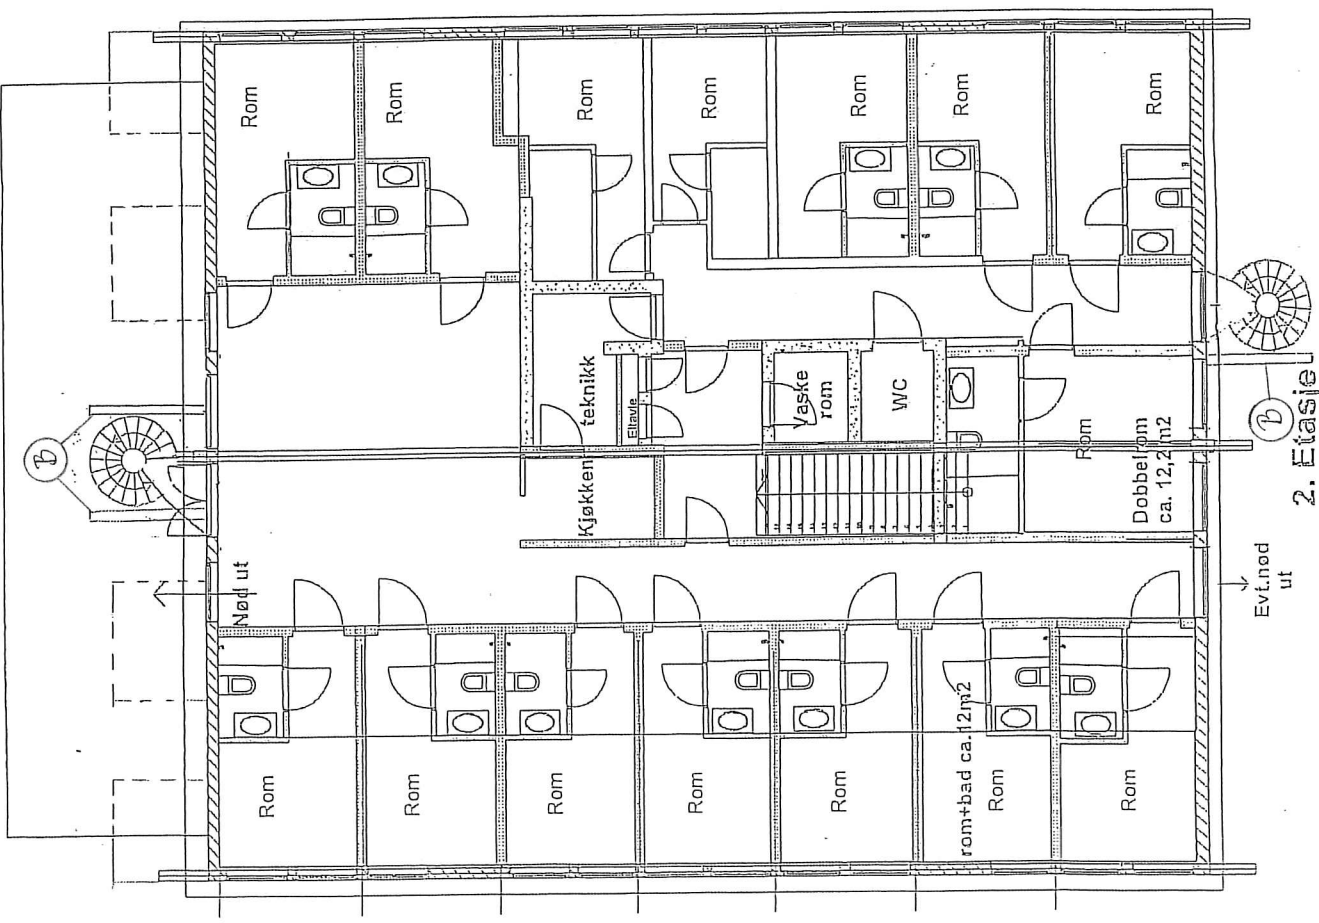 Rom
Rom
Rom
Rom
Rom
Rom
Rom
teknikk
Eltavle
Vaske
rom
WC
Rom
Dobbelrom
ca. 12,2 m2
B
Kjøkken
B
Nød ut
Evt.nød
ut
rom+bad ca.12m2
Rom
Rom
Rom
Rom
Rom
Rom
Rom
2. Etasje